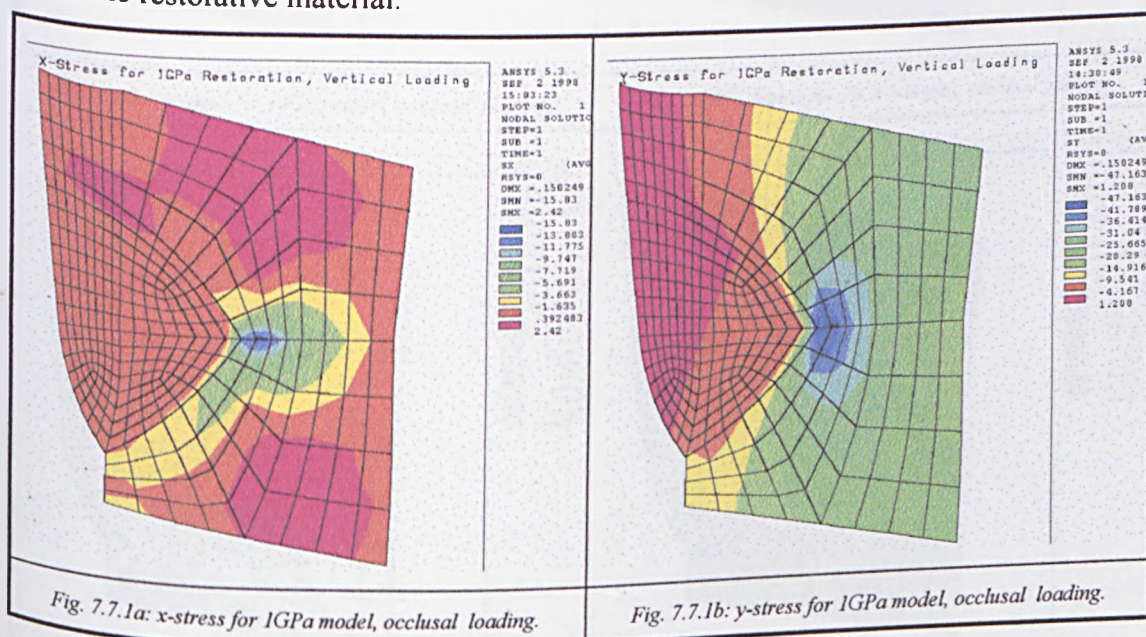 restorative material.
X-Stress for 1GPa Restoration, Vertical Loading
ANSYS 5.3
SEP 2 1998
15:03:23
PLOT NO. 1
NODAL SOLUTIO
STEP=1
SUB =1
TIME=1
SX (AVG
RSYS=0
DMX =.150249
SMN =-15.83
SMX =2.42
-15.83
-13.803
-11.775
-9.747
-7.719
-5.691
-3.663
-1.635
.392483
2.42
Fig. 7.7.1a: x-stress for 1GPa model, occlusal loading.
Y-Stress for 1GPa Restoration, Vertical Loading
ANSYS 5.3
SEP 2 1998
14:30:49
PLOT NO.
NODAL SOLUTI
STEP=1
SUB =1
TIME=1
SY (AV
RSYS=0
DMX =.150249
SMN =-47.163
SMX =1.208
-47.163
-41.789
-36.414
-31.04
-25.665
-20.29
-14.916
-9.541
-4.167
1.208
Fig. 7.7.1b: y-stress for 1GPa model, occlusal loading.